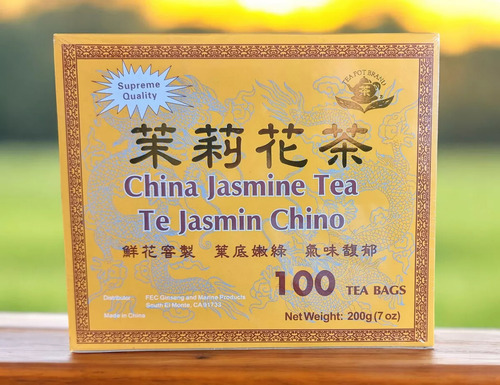 Supreme
Quality
TEA POT BRAND
茶
茉莉花茶
China Jasmine Tea
Te Jasmin Chino
鮮花窨製 葉底嫩綠 氣味馥郁
100 TEA BAGS
Distributor : FEC Ginseng and Marine Products
South El Monte, CA 91733
Made in China
Net Weight: 200g (7 oz)